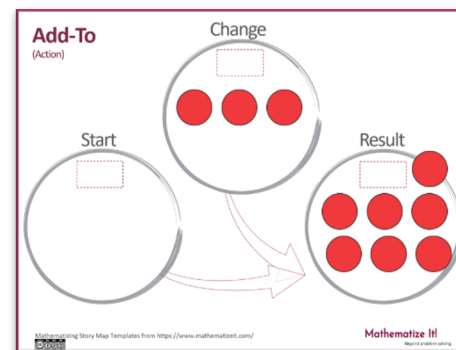 Add-To
(Action)
Change
Start
Result
Mathematizing Story Map Templates from https://www.mathematizeit.com/
Mathematize It!
Beyond problem solving